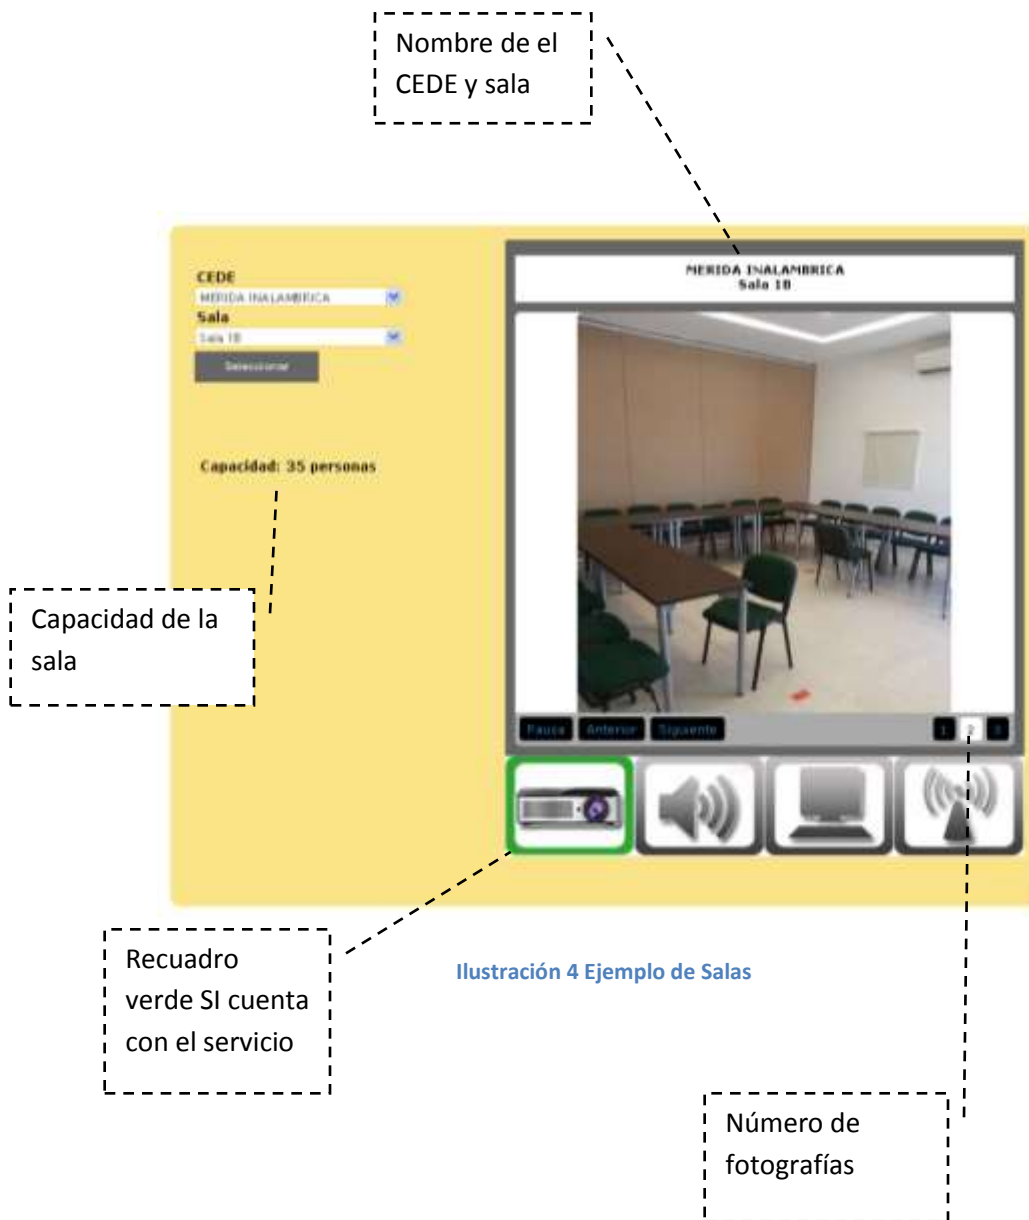 Nombre de el
CEDE y sala
CEDE
MERIDA INALAMBRICA
Sala
Sala 1B
Seleccionar
Capacidad: 35 personas
MERIDA INALAMBRICA
Sala 1B
Capacidad de la
sala
Pausa Anterior Siguiente 1 2 3
Recuadro
verde SI cuenta
con el servicio
Ilustración 4 Ejemplo de Salas
Número de
fotografías